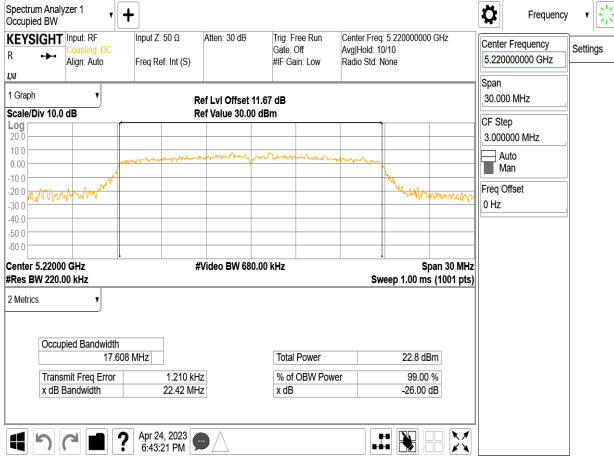 Spectrum Analyzer 1
Occupied BW
Frequency
KEYSIGHT
R
LXI
Input: RF
Coupling: DC
Align: Auto
Input Z: 50 Ω
Freq Ref: Int (S)
Atten: 30 dB
Trig: Free Run
Gate: Off
#IF Gain: Low
Center Freq: 5.220000000 GHz
Avg|Hold: 10/10
Radio Std: None
Center Frequency
5.220000000 GHz
Settings
Span
30.000 MHz
CF Step
3.000000 MHz
Auto
Man
Freq Offset
0 Hz
1 Graph
Scale/Div 10.0 dB
Ref Lvl Offset 11.67 dB
Ref Value 30.00 dBm
Log
20.0
10.0
0.00
-10.0
-20.0
-30.0
-40.0
-50.0
-60.0
Center 5.22000 GHz
#Video BW 680.00 kHz
Span 30 MHz
#Res BW 220.00 kHz
Sweep 1.00 ms (1001 pts)
2 Metrics
Occupied Bandwidth
17.608 MHz
Total Power 22.8 dBm
Transmit Freq Error 1.210 kHz
% of OBW Power 99.00 %
x dB Bandwidth 22.42 MHz
x dB -26.00 dB
?
Apr 24, 2023
6:43:21 PM